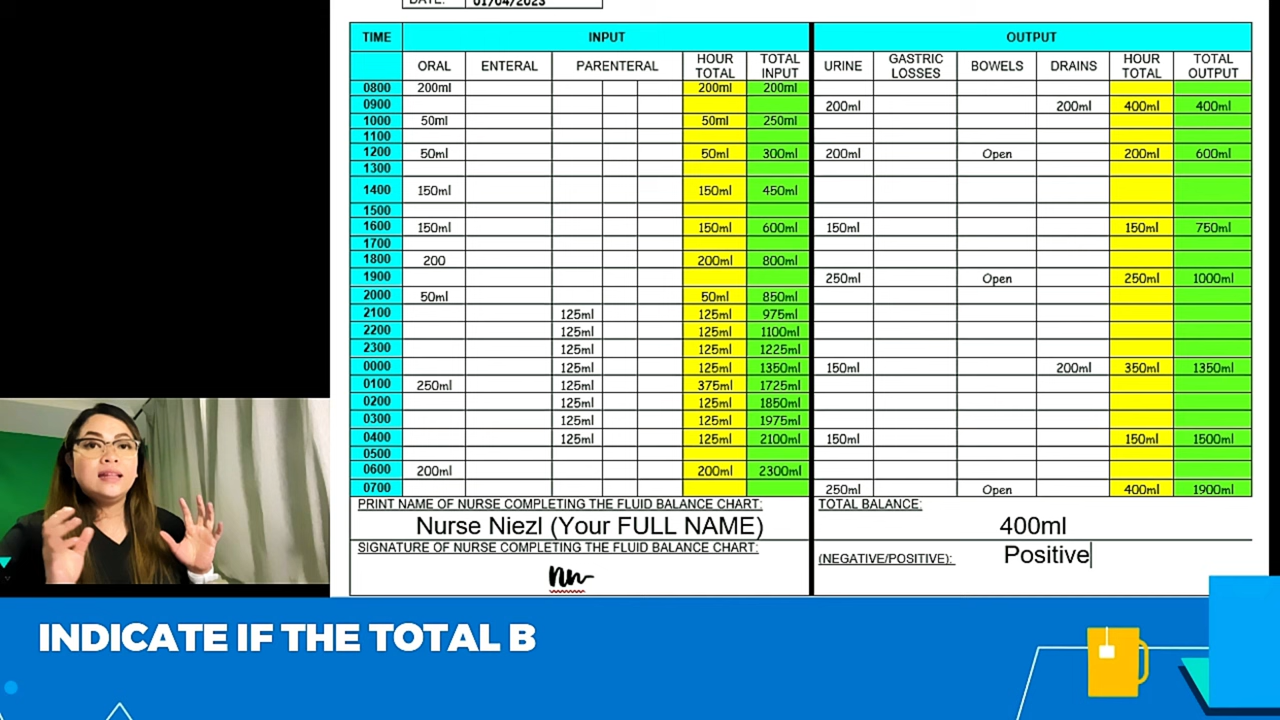 DATE: 01/04/2023
TIME INPUT OUTPUT
ORAL ENTERAL PARENTERAL HOUR TOTAL TOTAL INPUT URINE GASTRIC LOSSES BOWELS DRAINS HOUR TOTAL TOTAL OUTPUT
0800 200ml 200ml 200ml
0900 200ml 200ml 400ml 400ml
1000 50ml 50ml 250ml
1100
1200 50ml 50ml 300ml 200ml Open 200ml 600ml
1300
1400 150ml 150ml 450ml
1500
1600 150ml 150ml 600ml 150ml 150ml 750ml
1700
1800 200 200ml 800ml
1900 250ml Open 250ml 1000ml
2000 50ml 50ml 850ml
2100 125ml 125ml 975ml
2200 125ml 125ml 1100ml
2300 125ml 125ml 1225ml
0000 125ml 125ml 1350ml 150ml 200ml 350ml 1350ml
0100 250ml 125ml 375ml 1725ml
0200 125ml 125ml 1850ml
0300 125ml 125ml 1975ml
0400 125ml 125ml 2100ml 150ml 150ml 1500ml
0500
0600 200ml 200ml 2300ml
0700 250ml Open 400ml 1900ml
PRINT NAME OF NURSE COMPLETING THE FLUID BALANCE CHART:
Nurse Niezl (Your FULL NAME)
SIGNATURE OF NURSE COMPLETING THE FLUID BALANCE CHART:
TOTAL BALANCE:
400ml
(NEGATIVE/POSITIVE): Positive
INDICATE IF THE TOTAL B